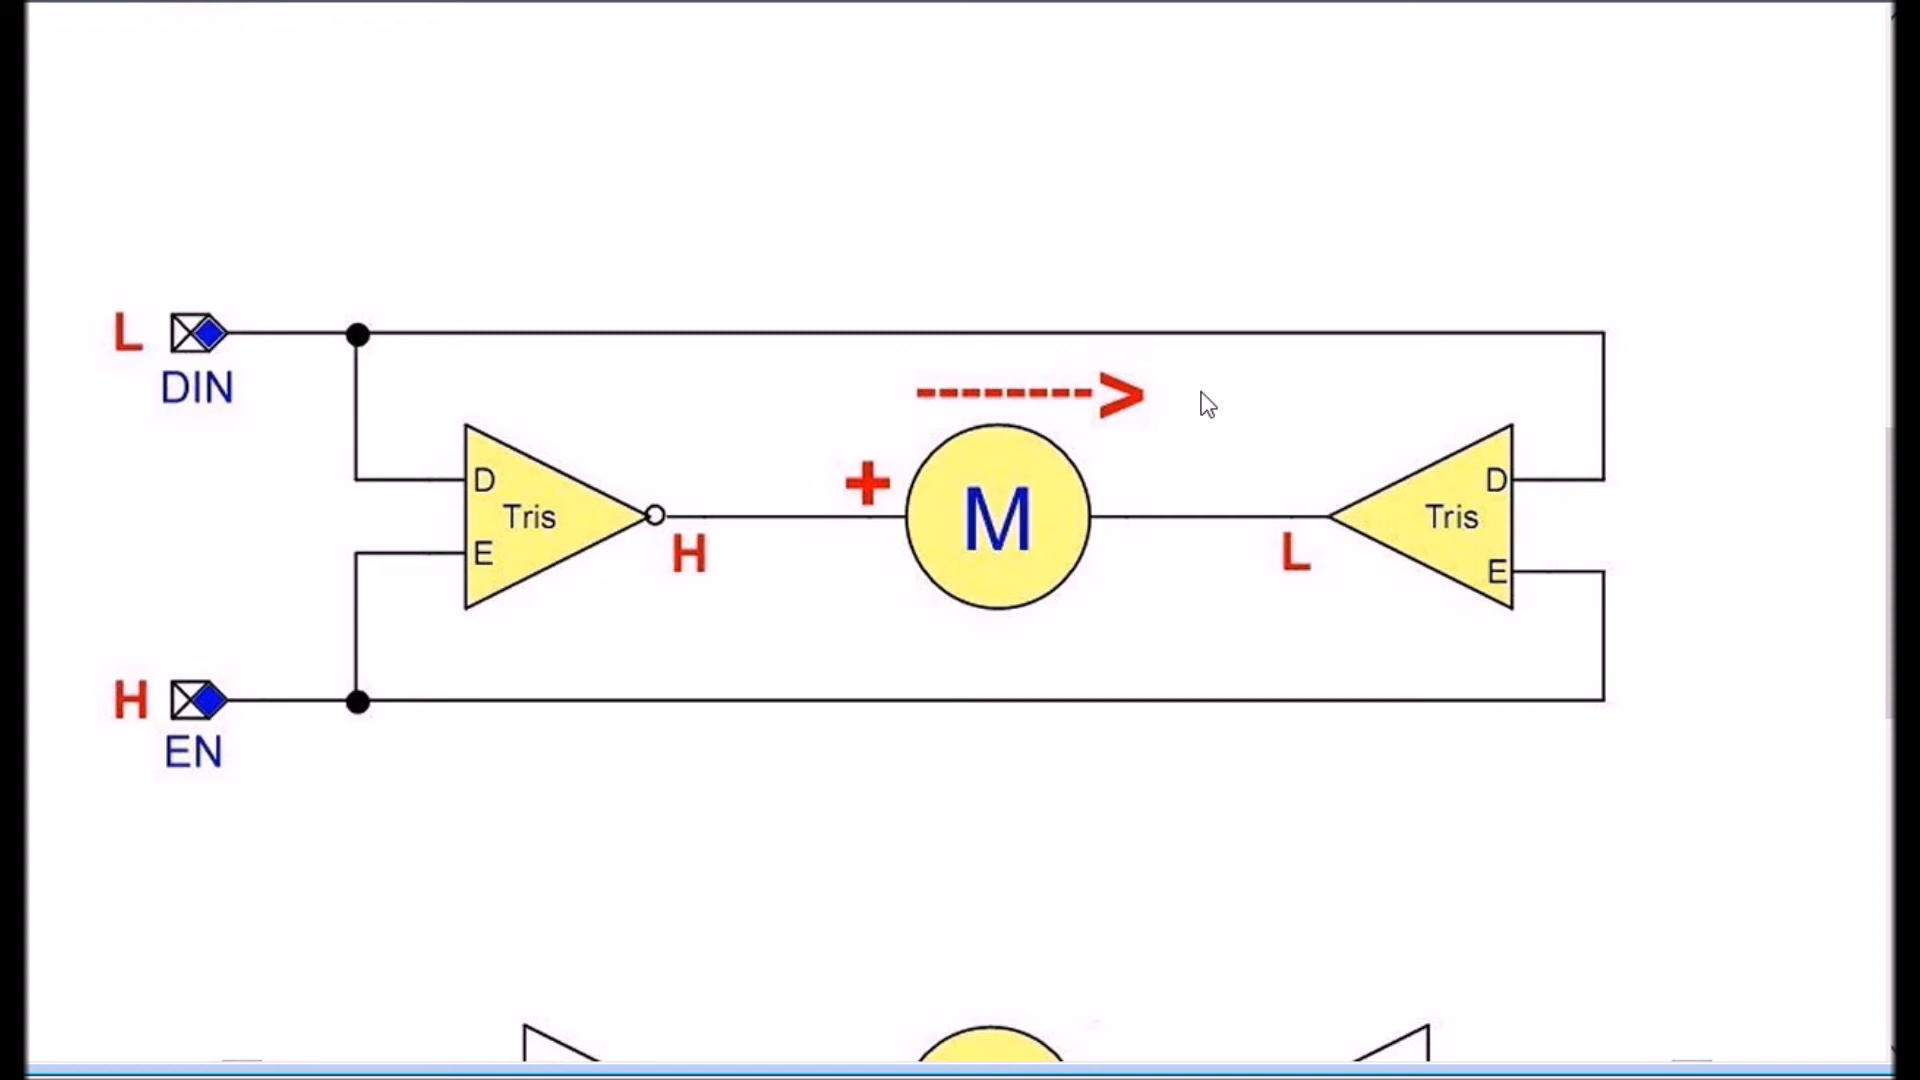 L
DIN
-------->
+
D
Tris
E
H
M
L
D
Tris
E
H
EN